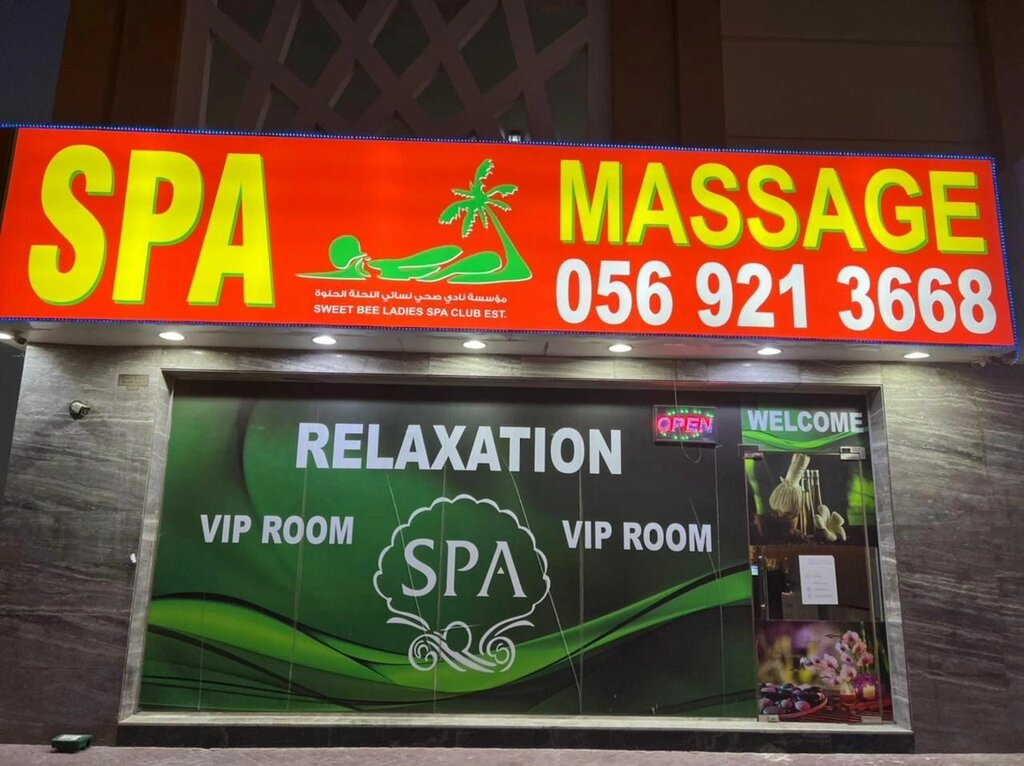 SPA
مؤسسة نادي صحي نسائي النحلة الحلوة
SWEET BEE LADIES SPA CLUB EST.
MASSAGE
056 921 3668
RELAXATION
OPEN
WELCOME
VIP ROOM
SPA
VIP ROOM